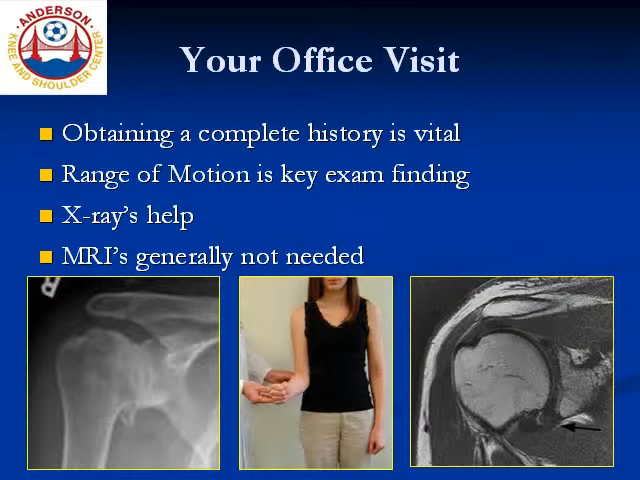 ANDERSON
KNEE AND SHOULDER CENTER
Your Office Visit
Obtaining a complete history is vital
Range of Motion is key exam finding
X-ray's help
MRI's generally not needed
R